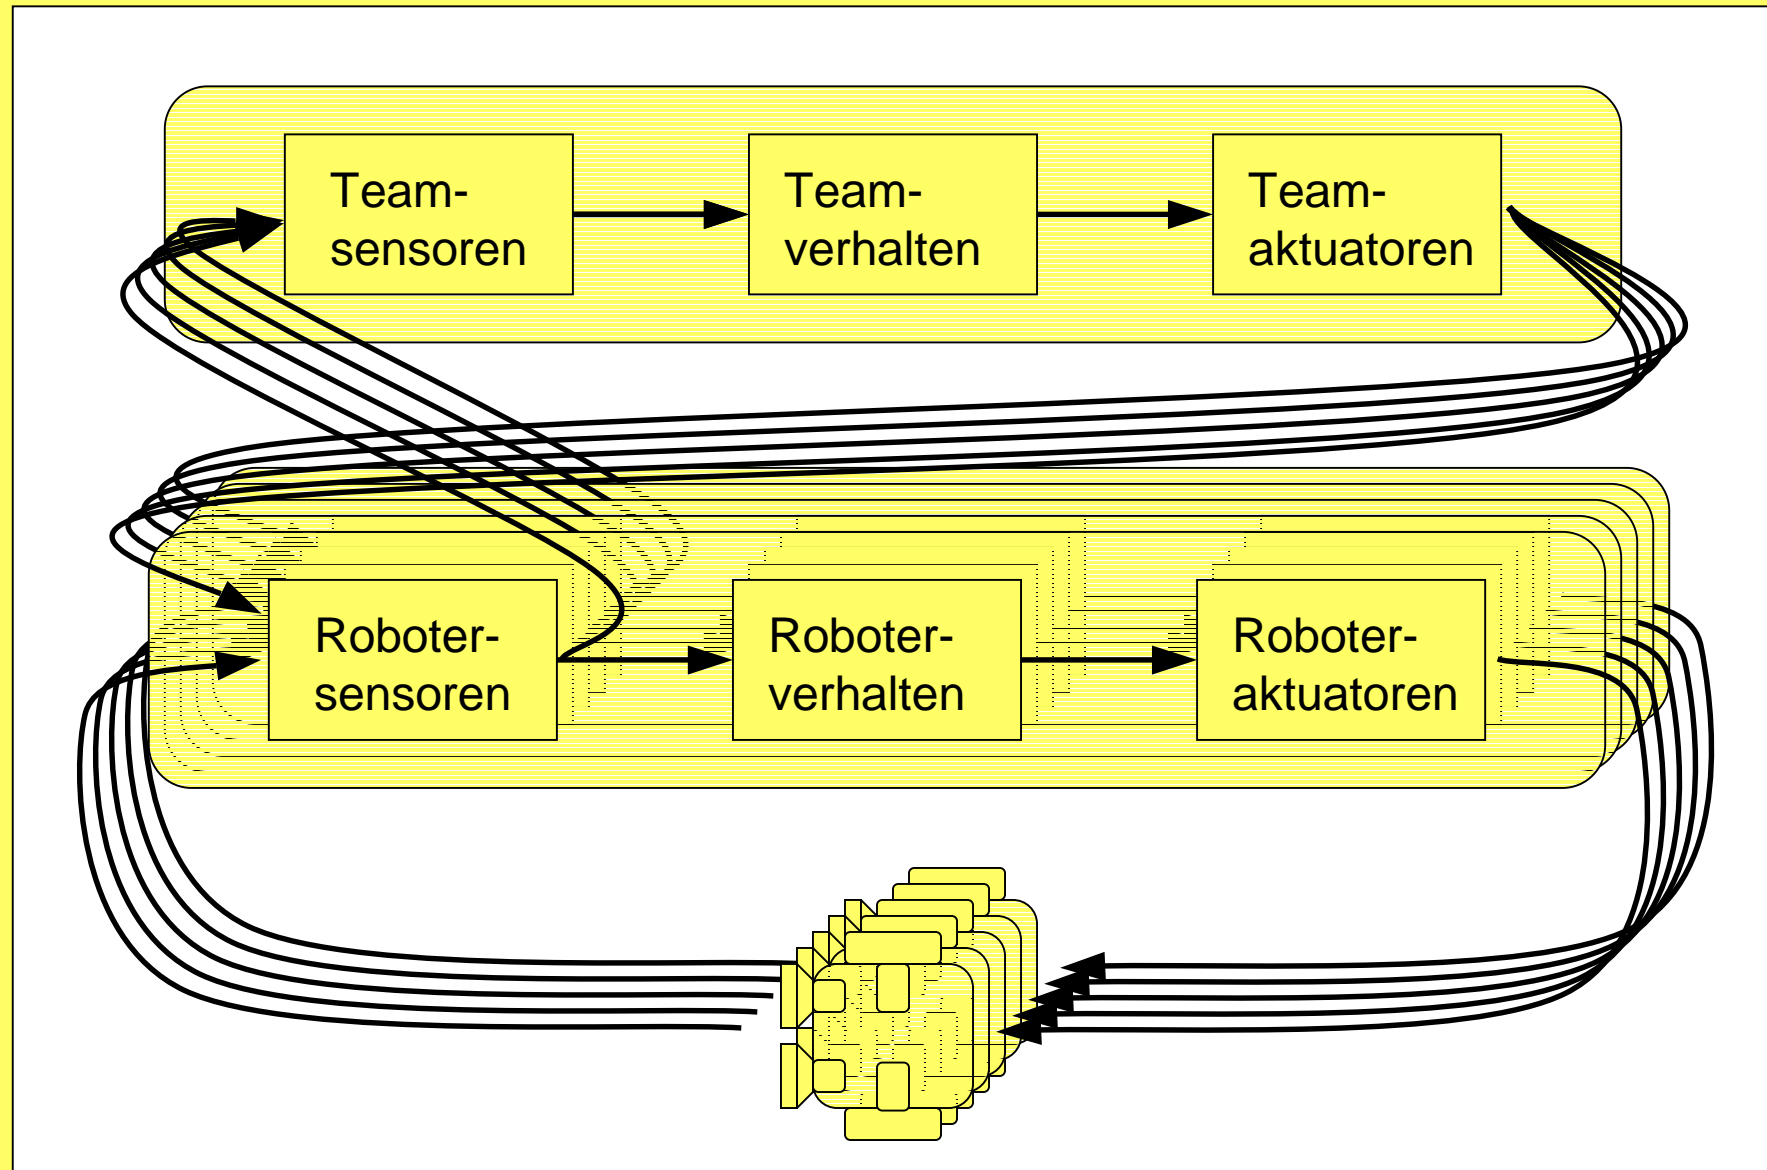 Team-
sensoren
Team-
verhalten
Team-
aktuatoren
Roboter-
sensoren
Roboter-
verhalten
Roboter-
aktuatoren